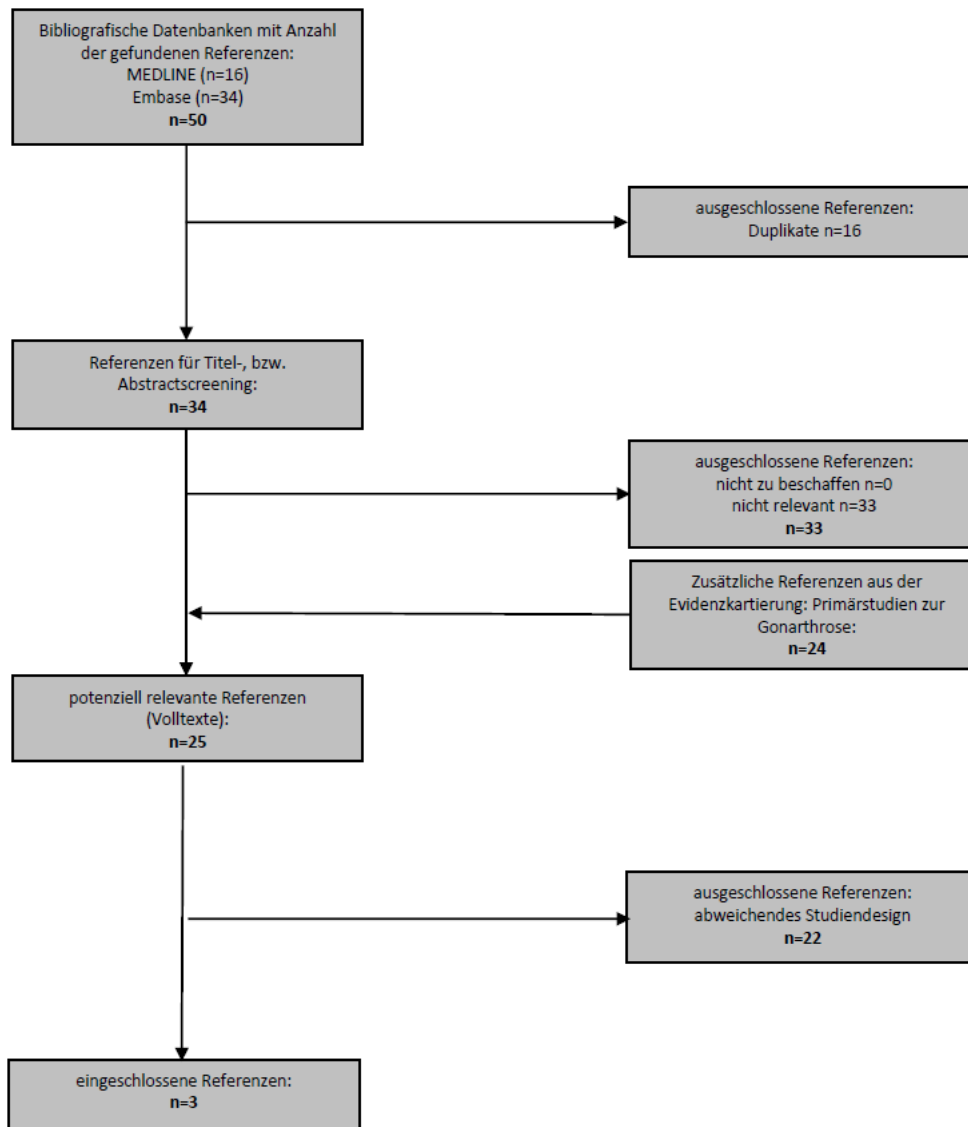 Bibliografische Datenbanken mit Anzahl
der gefundenen Referenzen:
MEDLINE (n=16)
Embase (n=34)
n=50
ausgeschlossene Referenzen:
Duplikate n=16
Referenzen für Titel-, bzw.
Abstractscreening:
n=34
ausgeschlossene Referenzen:
nicht zu beschaffen n=0
nicht relevant n=33
n=33
Zusätzliche Referenzen aus der
Evidenzkartierung: Primärstudien zur
Gonarthrose:
n=24
potenziell relevante Referenzen
(Volltexte):
n=25
ausgeschlossene Referenzen:
abweichendes Studiendesign
n=22
eingeschlossene Referenzen:
n=3